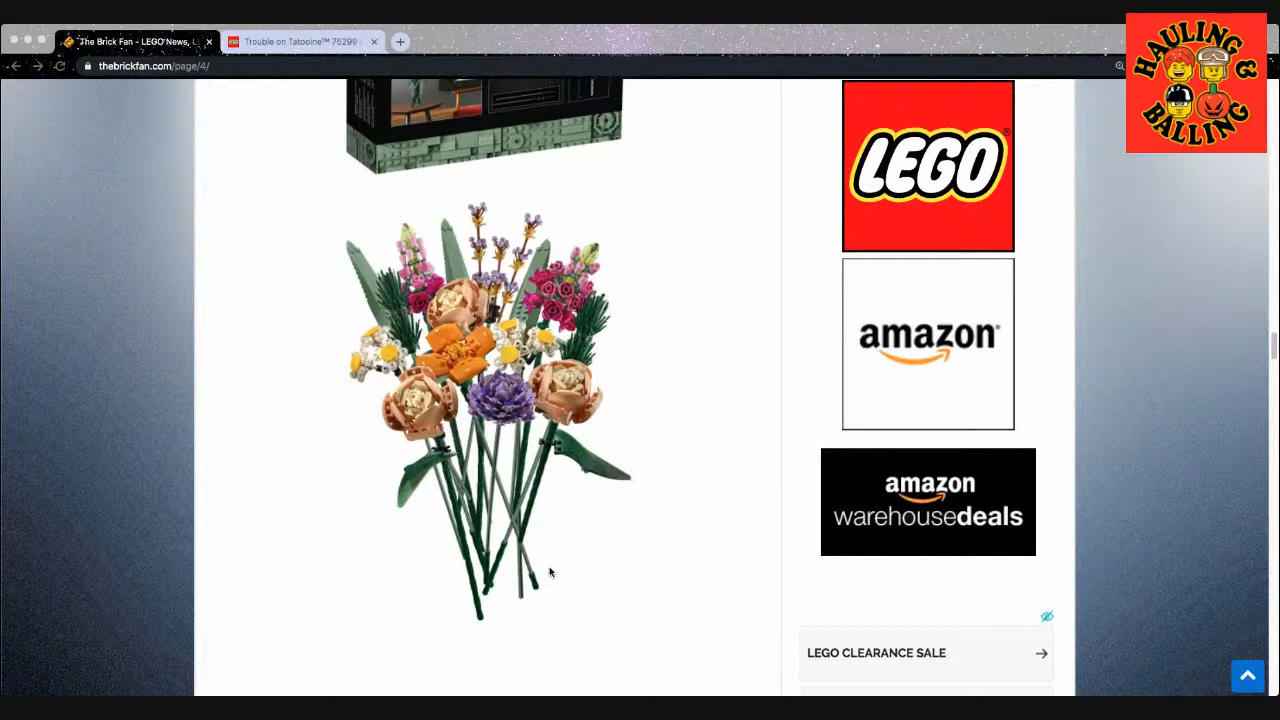 The Brick Fan - LEGO News, L
Trouble on Tatooine™ 75299
thebrickfan.com/page/4/
HAULING &
BALLING
LEGO®
amazon
amazon
warehousedeals
LEGO CLEARANCE SALE